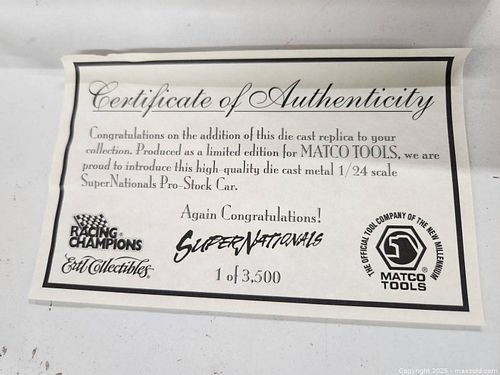 Certificate of Authenticity
Congratulations on the addition of this die cast replica to your
collection. Produced as a limited edition for MATCO TOOLS, we are
proud to introduce this high-quality die cast metal 1/24 scale
SuperNationals Pro-Stock Car.
Again Congratulations!
RACING
CHAMPIONS
Ertl Collectibles
SUPERNATIONALS
1 of 3,500
THE OFFICIAL TOOL COMPANY OF THE NEW MILLENNIUM
5
MATCO®
TOOLS
Copyright 2025 - maxsold.com